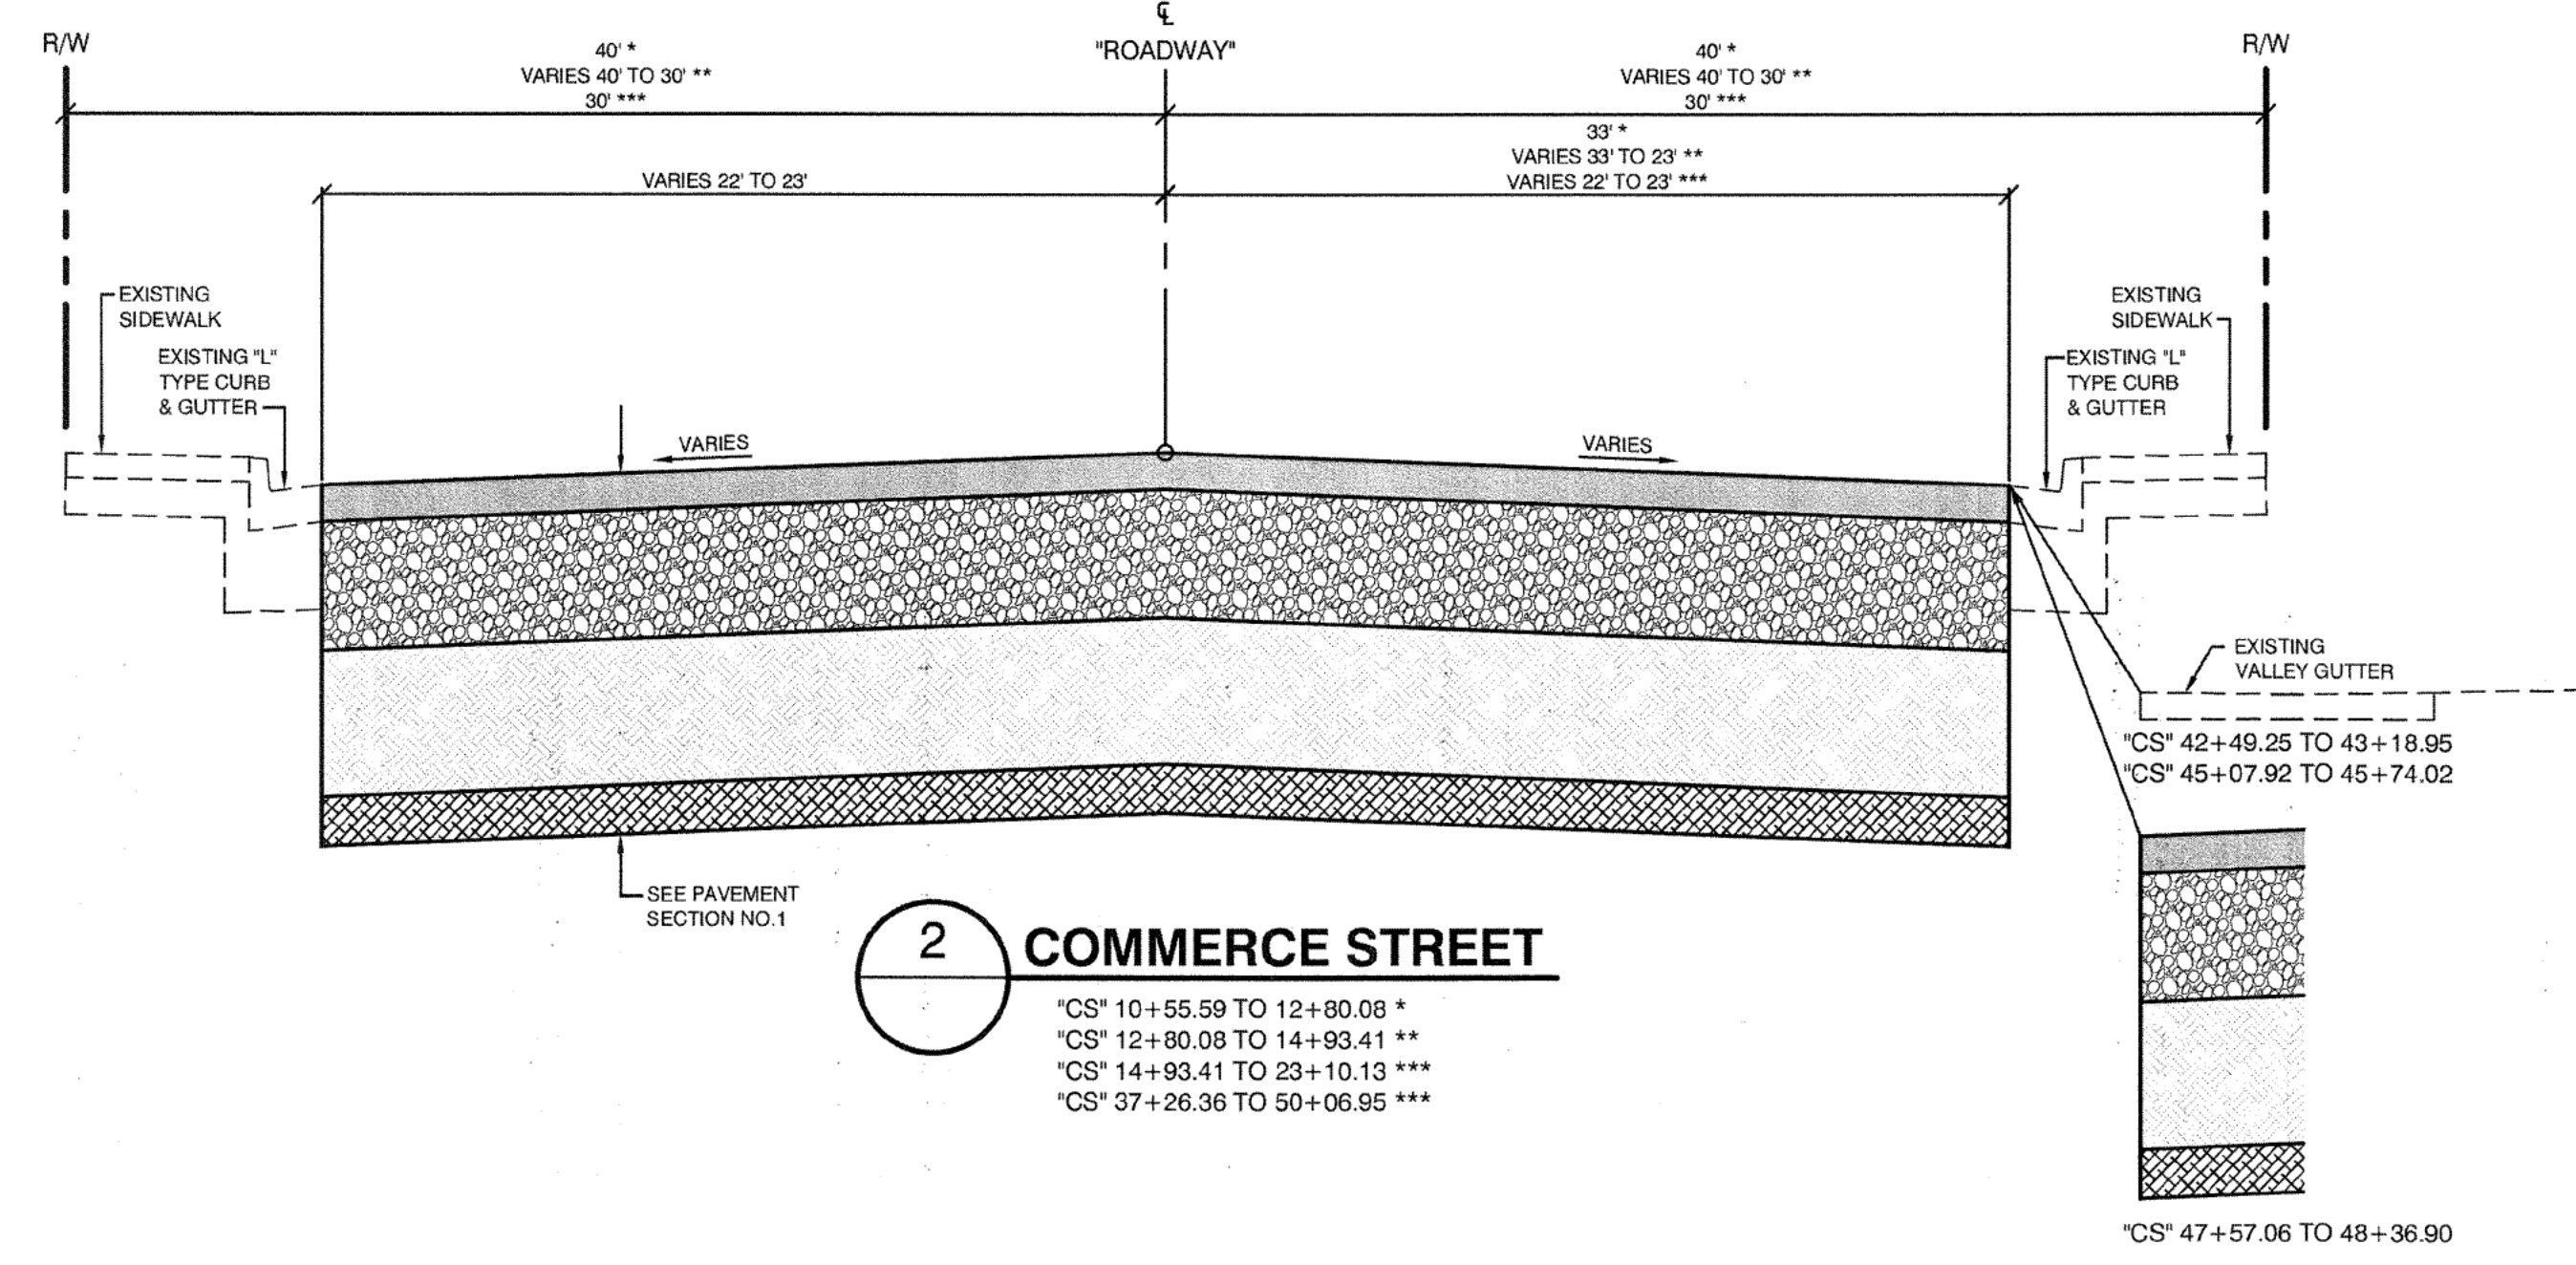 ℄
R/W
40' *
VARIES 40' TO 30' **
30' ***
"ROADWAY"
40' *
VARIES 40' TO 30' **
30' ***
R/W
VARIES 22' TO 23'
33' *
VARIES 33' TO 23' **
VARIES 22' TO 23' ***
EXISTING
SIDEWALK
EXISTING "L"
TYPE CURB
& GUTTER
VARIES
VARIES
EXISTING
SIDEWALK
EXISTING "L"
TYPE CURB
& GUTTER
EXISTING
VALLEY GUTTER
"CS" 42+49.25 TO 43+18.95
"CS" 45+07.92 TO 45+74.02
SEE PAVEMENT
SECTION NO.1
2
COMMERCE STREET
"CS" 10+55.59 TO 12+80.08 *
"CS" 12+80.08 TO 14+93.41 **
"CS" 14+93.41 TO 23+10.13 ***
"CS" 37+26.36 TO 50+06.95 ***
"CS" 47+57.06 TO 48+36.90